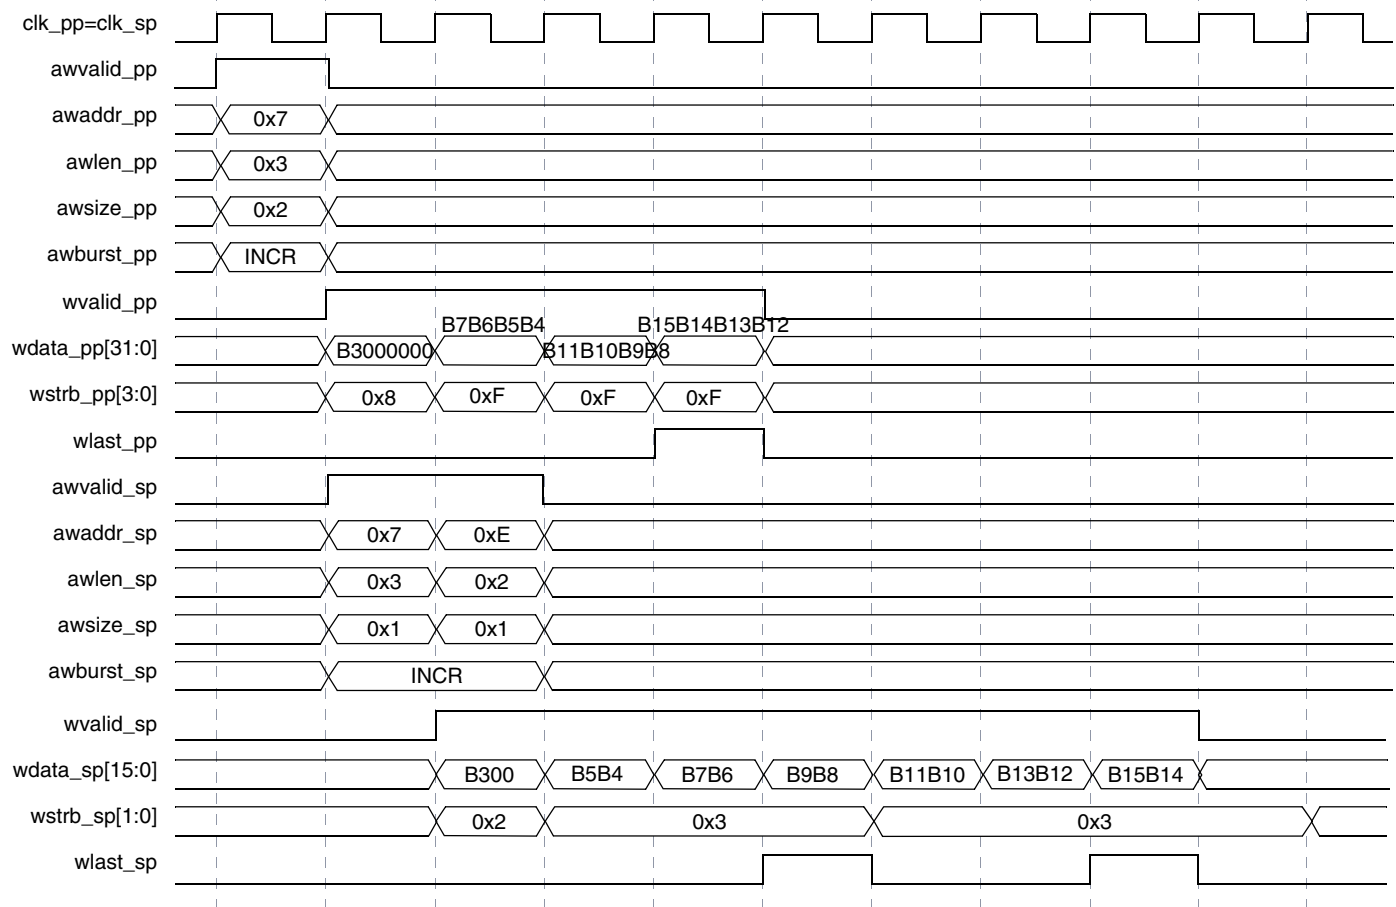 clk_pp=clk_sp
awvalid_pp
awaddr_pp 0x7
awlen_pp 0x3
awsize_pp 0x2
awburst_pp INCR
wvalid_pp
B7B6B5B4 B15B14B13B12
wdata_pp[31:0] B3000000 B11B10B9B8
wstrb_pp[3:0] 0x8 0xF 0xF 0xF
wlast_pp
awvalid_sp
awaddr_sp 0x7 0xE
awlen_sp 0x3 0x2
awsize_sp 0x1 0x1
awburst_sp INCR
wvalid_sp
wdata_sp[15:0] B300 B5B4 B7B6 B9B8 B11B10 B13B12 B15B14
wstrb_sp[1:0] 0x2 0x3 0x3
wlast_sp